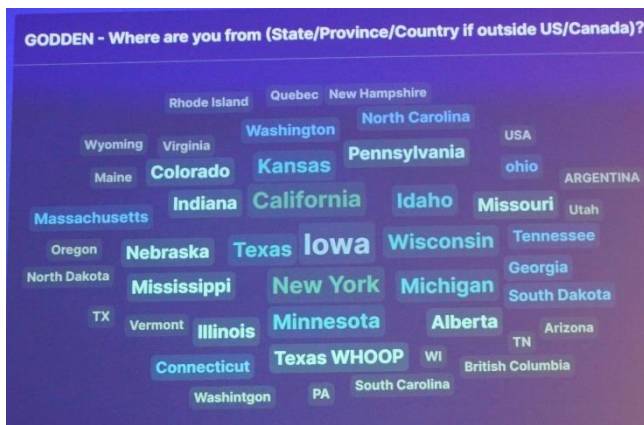 GODDEN - Where are you from (State/Province/Country if outside US/Canada)?
Rhode Island Quebec New Hampshire
Washington North Carolina
Wyoming Virginia USA
Maine Colorado Kansas Pennsylvania ohio ARGENTINA
Massachusetts Indiana California Idaho Missouri Utah
Oregon Nebraska Texas Iowa Wisconsin Tennessee
North Dakota Mississippi New York Michigan Georgia
South Dakota
TX Vermont Illinois Minnesota Alberta Arizona
TN
Connecticut Texas WHOOP WI British Columbia
Washintgon PA South Carolina